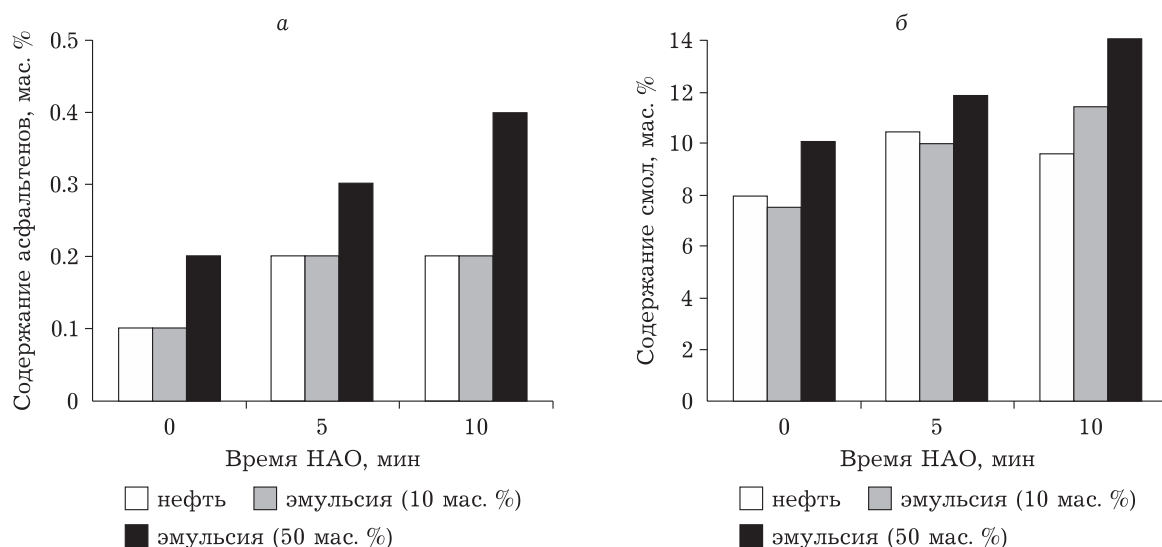 а
Содержание асфальтенов, мас. %
0.5
0.4
0.3
0.2
0.1
0
0
5
10
Время НАО, мин
нефть
эмульсия (10 мас. %)
эмульсия (50 мас. %)
б
Содержание смол, мас. %
14
12
10
8
6
4
2
0
0
5
10
Время НАО, мин
нефть
эмульсия (10 мас. %)
эмульсия (50 мас. %)